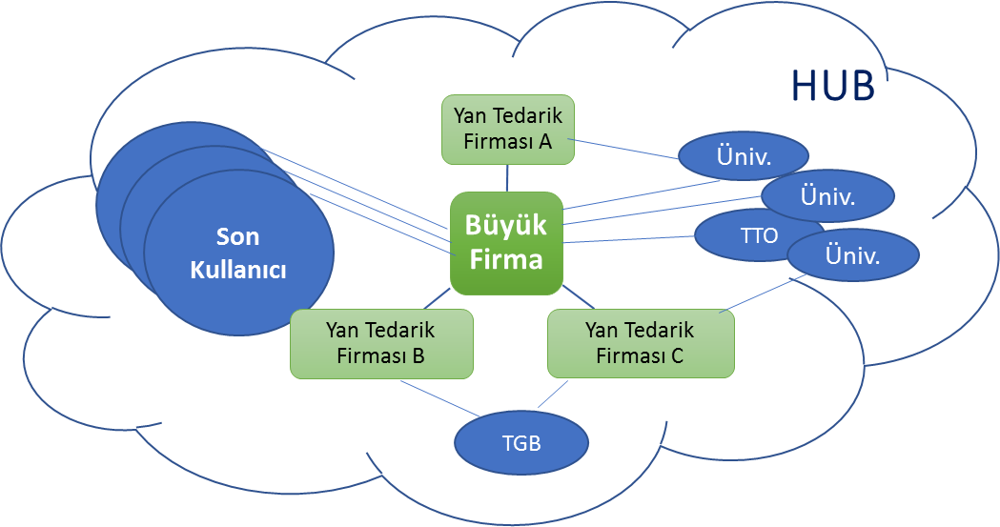 HUB
Yan Tedarik
Firması A
Üniv.
Üniv.
TTO
Üniv.
Büyük
Firma
Son
Kullanıcı
Yan Tedarik
Firması B
Yan Tedarik
Firması C
TGB